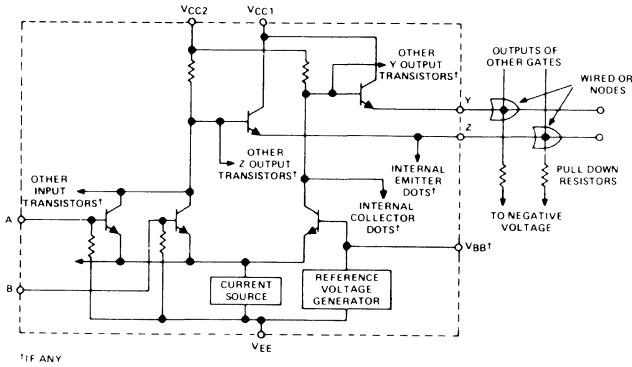 VCC2
VCC1
OTHER
Y OUTPUT
TRANSISTORS†
OUTPUTS OF
OTHER GATES
WIRED OR
NODES
Y
Z
OTHER
Z OUTPUT
TRANSISTORS†
INTERNAL
EMITTER
DOTS†
PULL DOWN
RESISTORS
OTHER
INPUT
TRANSISTORS†
INTERNAL
COLLECTOR
DOTS†
TO NEGATIVE
VOLTAGE
A
VBB†
B
CURRENT
SOURCE
REFERENCE
VOLTAGE
GENERATOR
VEE
†IF ANY